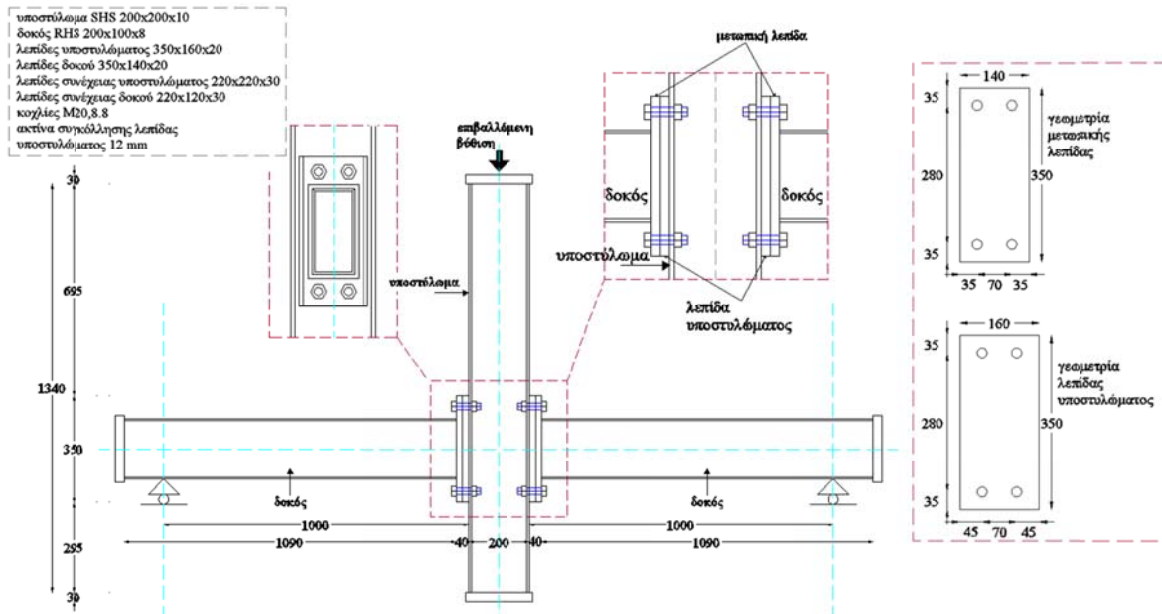 υποστύλωμα SHS 200x200x10
δοκός RHS 200x100x8
λεπίδες υποστυλώματος 350x160x20
λεπίδες δοκού 350x140x20
λεπίδες συνέχειας υποστυλώματος 220x220x30
λεπίδες συνέχειας δοκού 220x120x30
κοχλίες M20,8.8
ακτίνα συγκόλλησης λεπίδας
υποστυλώματος 12 mm
επιβαλλόμενη
βύθιση
μετωπική λεπίδα
δοκός
δοκός
υποστύλωμα
λεπίδα
υποστυλώματος
υποστύλωμα
δοκός
δοκός
30
695
1340
350
295
30
1000
1000
1090
40
200
40
1090
140
35
280
35
350
35 70 35
γεωμετρία
μετωπικής
λεπίδας
160
35
280
35
350
45 70 45
γεωμετρία
λεπίδας
υποστυλώματος